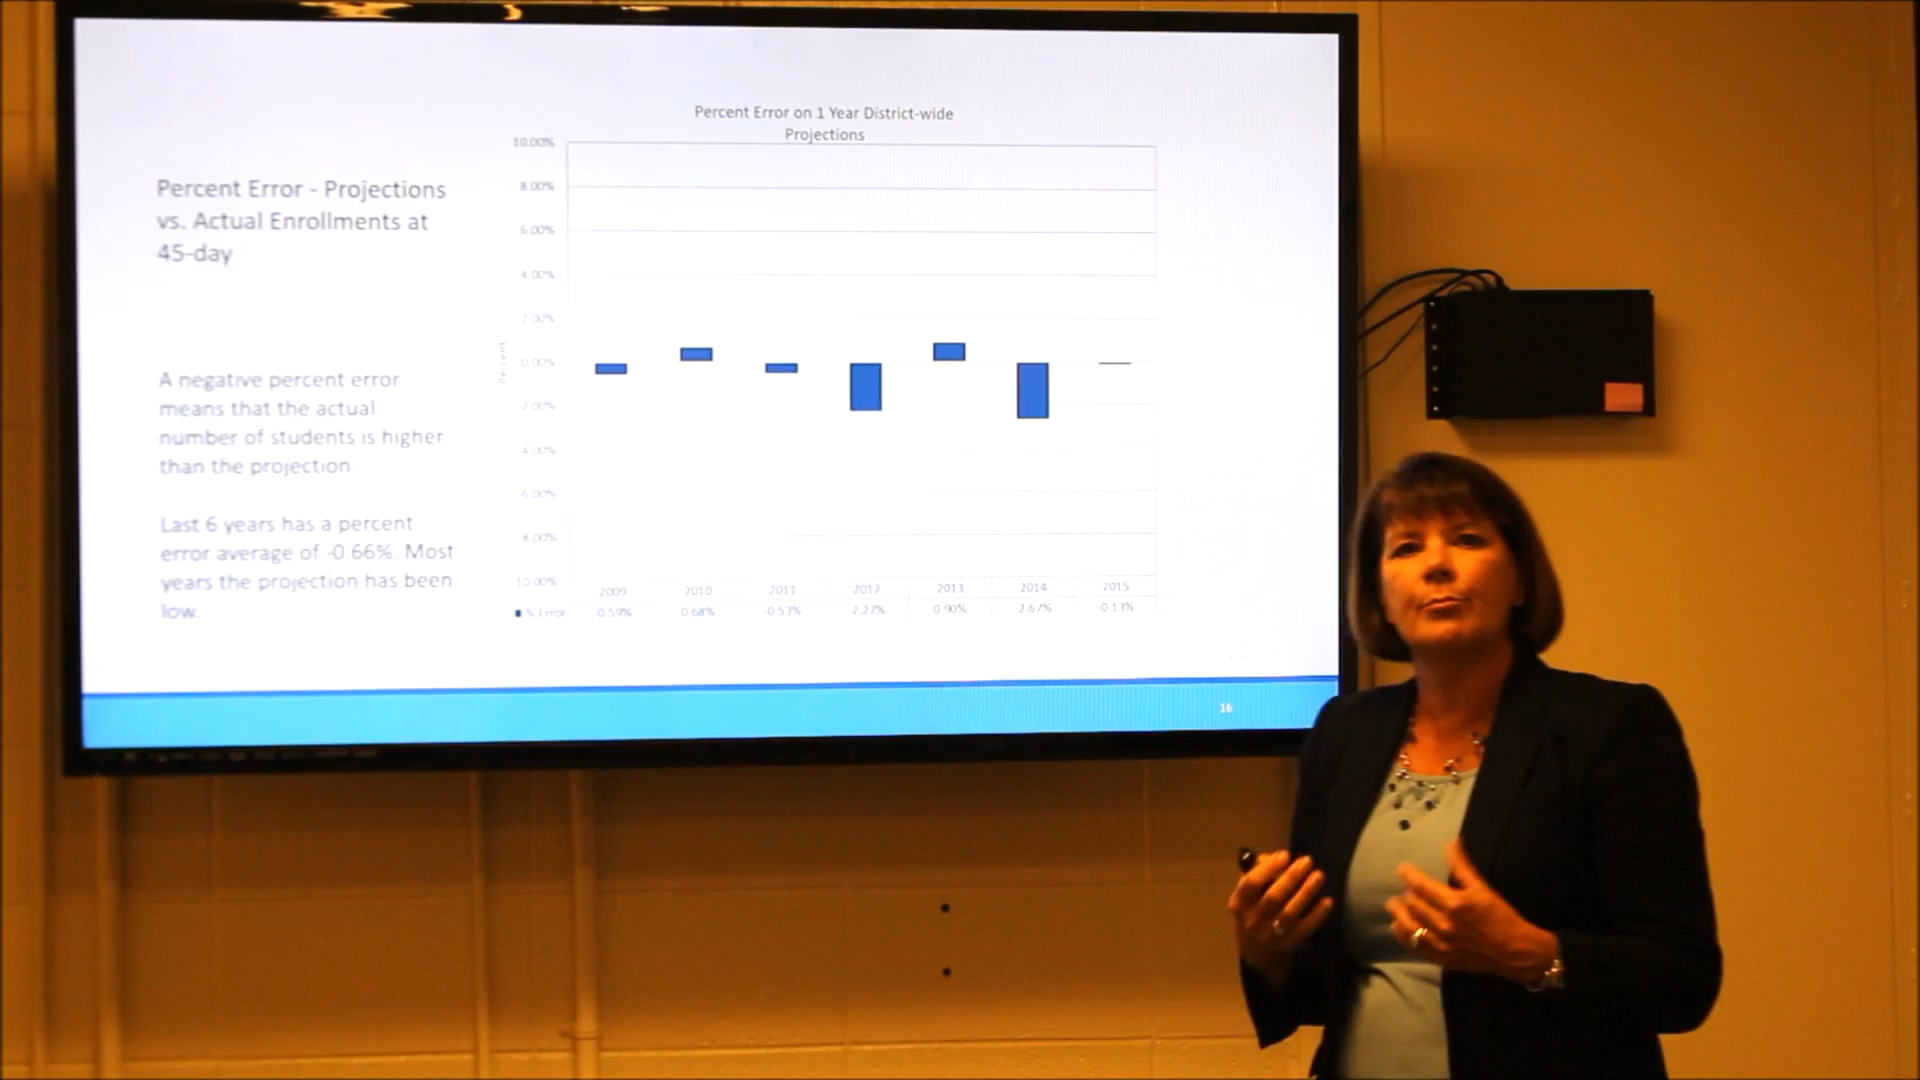 Percent Error - Projections
vs. Actual Enrollments at
45-day
A negative percent error
means that the actual
number of students is higher
than the projection.
Last 6 years has a percent
error average of -0.66%. Most
years the projection has been
low.
Percent Error on 1 Year District-wide
Projections
10.00%
8.00%
6.00%
4.00%
2.00%
0.00%
2.00%
4.00%
6.00%
8.00%
10.00%
Percent
2009 2010 2011 2012 2013 2014 2015
% Error 0.59% 0.68% 0.53% 2.27% 0.90% 2.67% 0.13%
16